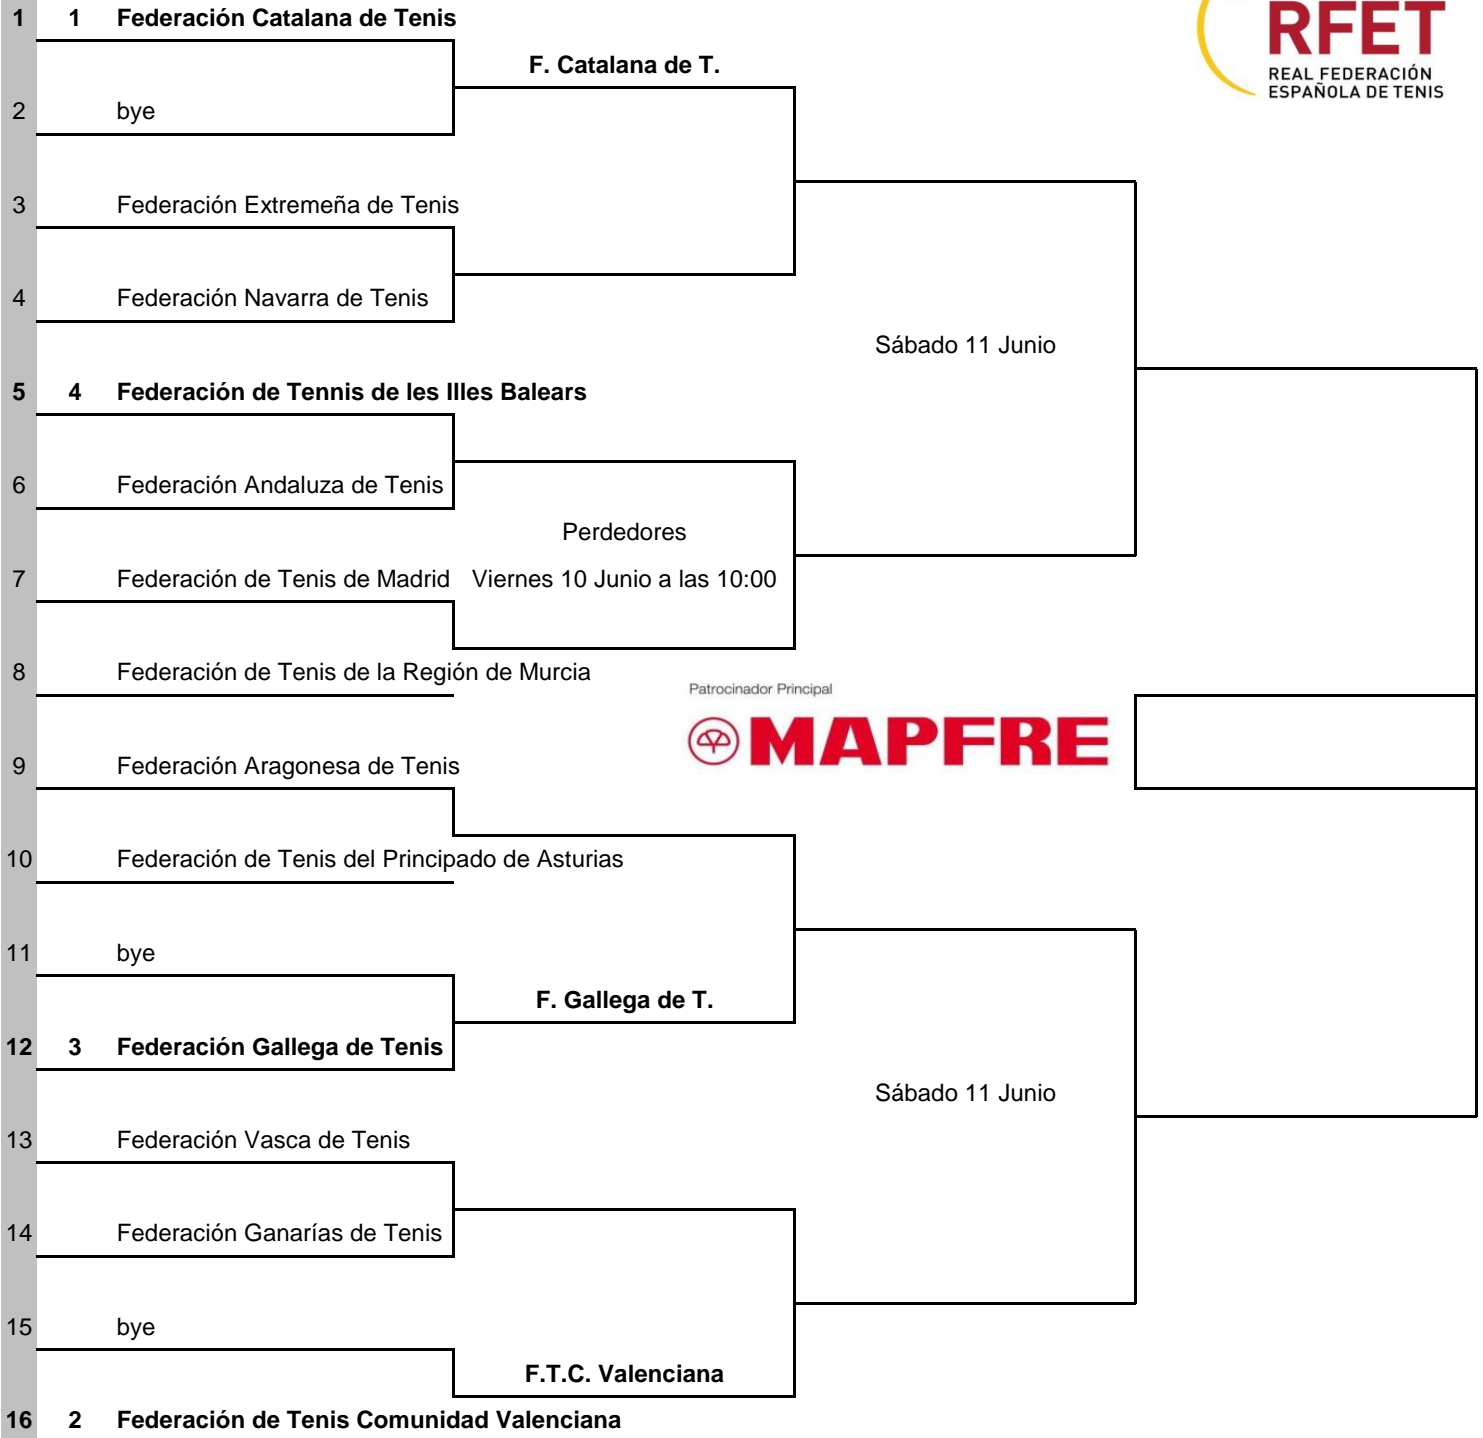 1 1 Federación Catalana de Tenis
RFET
REAL FEDERACIÓN
ESPAÑOLA DE TENIS
F. Catalana de T.
2 bye
3 Federación Extremeña de Tenis
4 Federación Navarra de Tenis
Sábado 11 Junio
5 4 Federación de Tennis de les Illes Balears
6 Federación Andaluza de Tenis
Perdedores
7 Federación de Tenis de Madrid Viernes 10 Junio a las 10:00
8 Federación de Tenis de la Región de Murcia
Patrocinador Principal
MAPFRE
9 Federación Aragonesa de Tenis
10 Federación de Tenis del Principado de Asturias
11 bye
F. Gallega de T.
12 3 Federación Gallega de Tenis
Sábado 11 Junio
13 Federación Vasca de Tenis
14 Federación Ganarías de Tenis
15 bye
F.T.C. Valenciana
16 2 Federación de Tenis Comunidad Valenciana